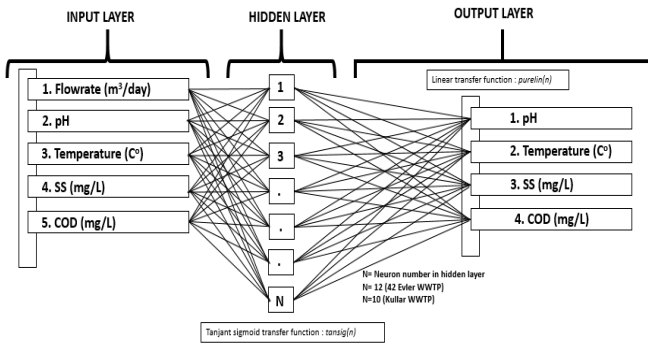 INPUT LAYER
HIDDEN LAYER
OUTPUT LAYER
Linear transfer function : purelin(n)
1. Flowrate (m³/day)
2. pH
3. Temperature (Cᴼ)
4. SS (mg/L)
5. COD (mg/L)
1
2
3
.
.
.
N
1. pH
2. Temperature (Cᴼ)
3. SS (mg/L)
4. COD (mg/L)
N= Neuron number in hidden layer
N= 12 (42 Evler WWTP)
N=10 (Kullar WWTP)
Tanjant sigmoid transfer function : tansig(n)